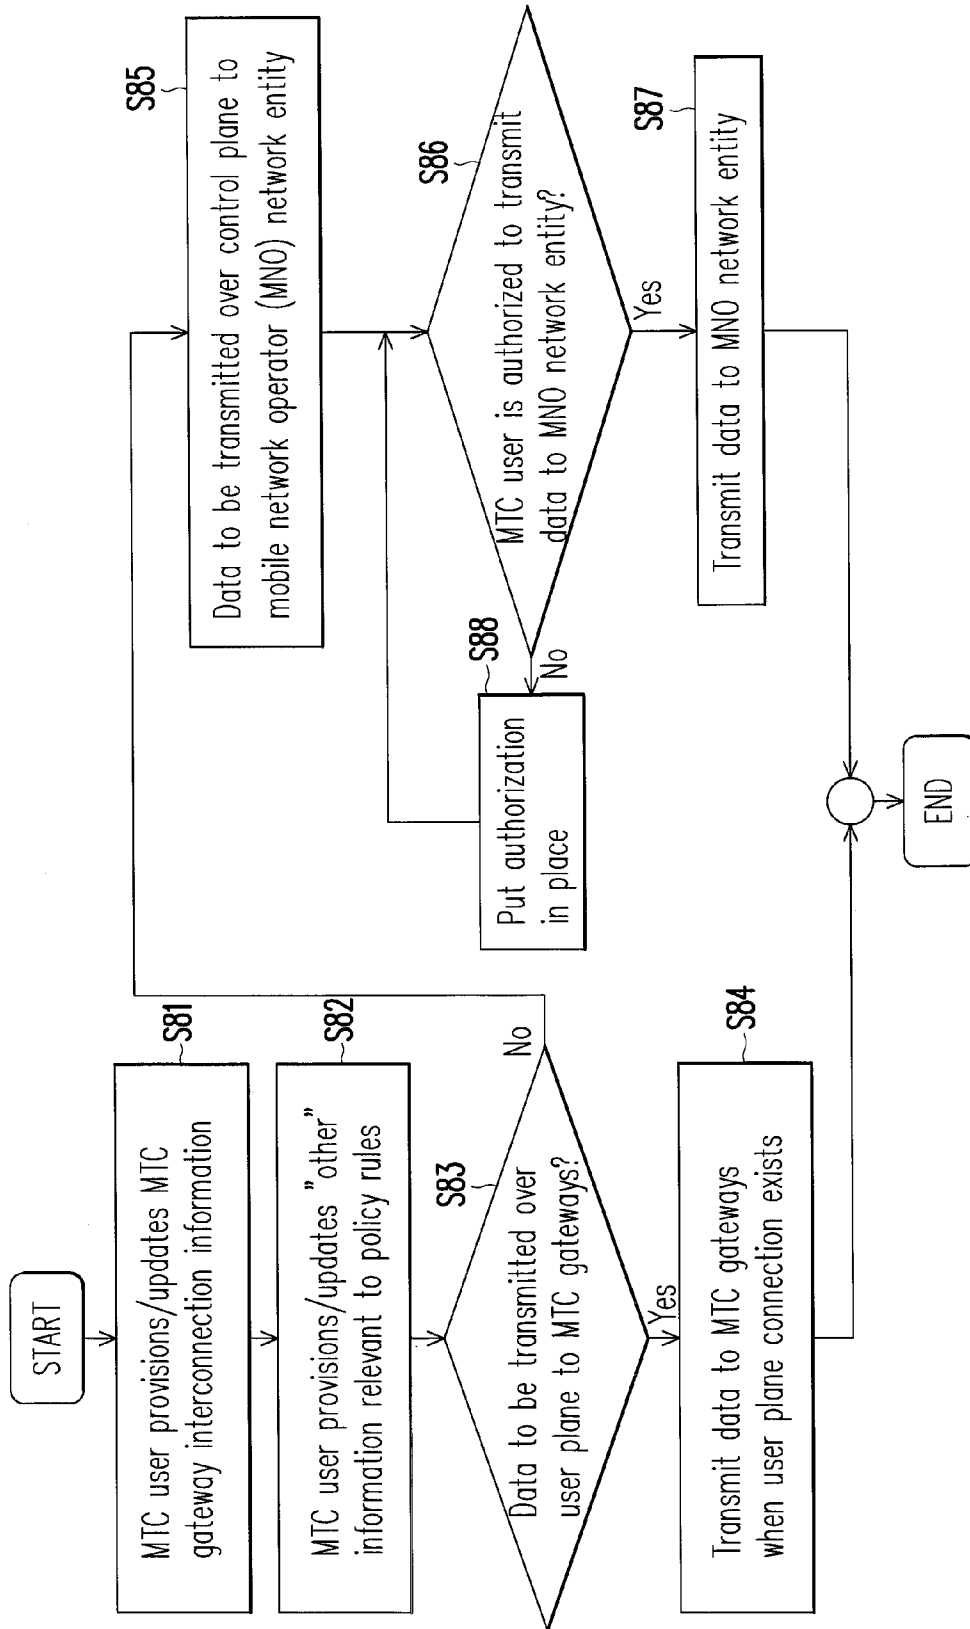 START
S81
MTC user provisions/updates MTC
gateway interconnection information
S82
MTC user provisions/updates "other"
information relevant to policy rules
S83
Data to be transmitted over
user plane to MTC gateways?
No
Yes
S84
Transmit data to MTC gateways
when user plane connection exists
S85
Data to be transmitted over control plane to
mobile network operator (MNO) network entity
S86
MTC user is authorized to transmit
data to MNO network entity?
No
Yes
S88
Put authorization
in place
S87
Transmit data to MNO network entity
END